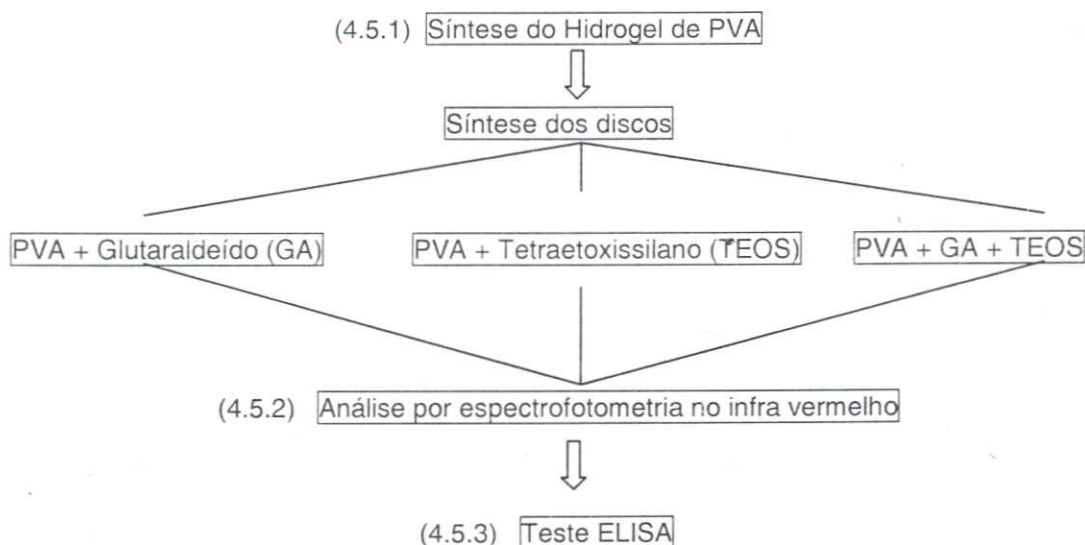 (4.5.1) Síntese do Hidrogel de PVA
Síntese dos discos
PVA + Glutaraldeído (GA)
PVA + Tetraetoxissilano (TEOS)
PVA + GA + TEOS
(4.5.2) Análise por espectrofotometria no infra vermelho
(4.5.3) Teste ELISA